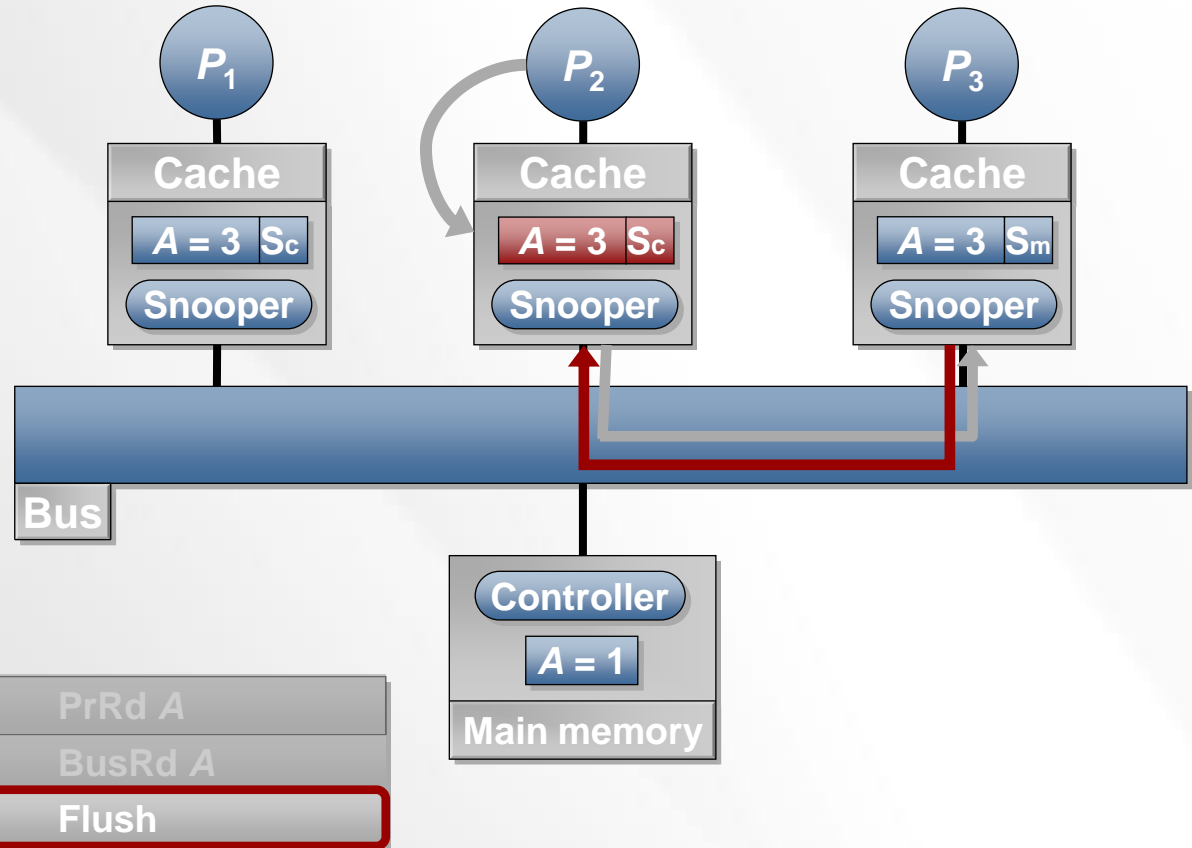 P1
P2
P3
Cache
Cache
Cache
A = 3 Sc
A = 3 Sc
A = 3 Sm
Snooper
Snooper
Snooper
Bus
Controller
A = 1
Main memory
PrRd A
BusRd A
Flush